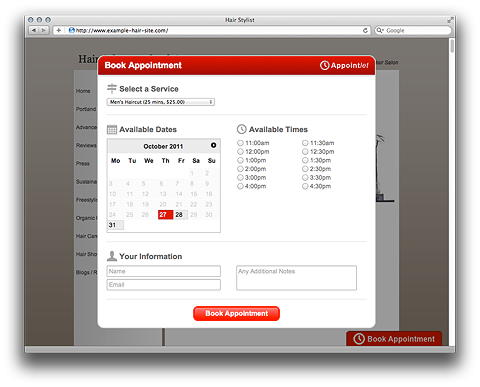 Hair Stylist
http://www.example-hair-site.com/
Google
Hair
Hair Salon
Book Appointment
Appointlet
Home
Portland
Advance
Reviews
Press
Sustaina
Freestyle
Organic
Hair Car
Hair Sho
Blogs / R
Select a Service
Men's Haircut (25 mins, $25.00)
Available Dates
October 2011
Mo Tu We Th Fr Sa Su
1 2
3 4 5 6 7 8 9
10 11 12 13 14 15 16
17 18 19 20 21 22 23
24 25 26 27 28 29 30
31
Available Times
11:00am 11:30am
12:00pm 12:30pm
1:00pm 1:30pm
2:00pm 2:30pm
3:00pm 3:30pm
4:00pm 4:30pm
Your Information
Name
Email
Any Additional Notes
Book Appointment
Book Appointment